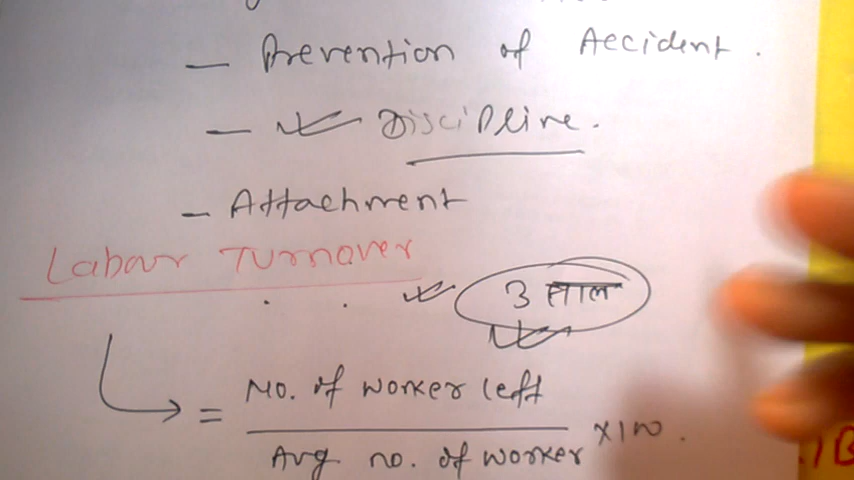 - Prevention of Accident.
- Discipline.
- Attachment
Labour Turnover
3 साल
= No. of worker left
Avg no. of worker ×100.